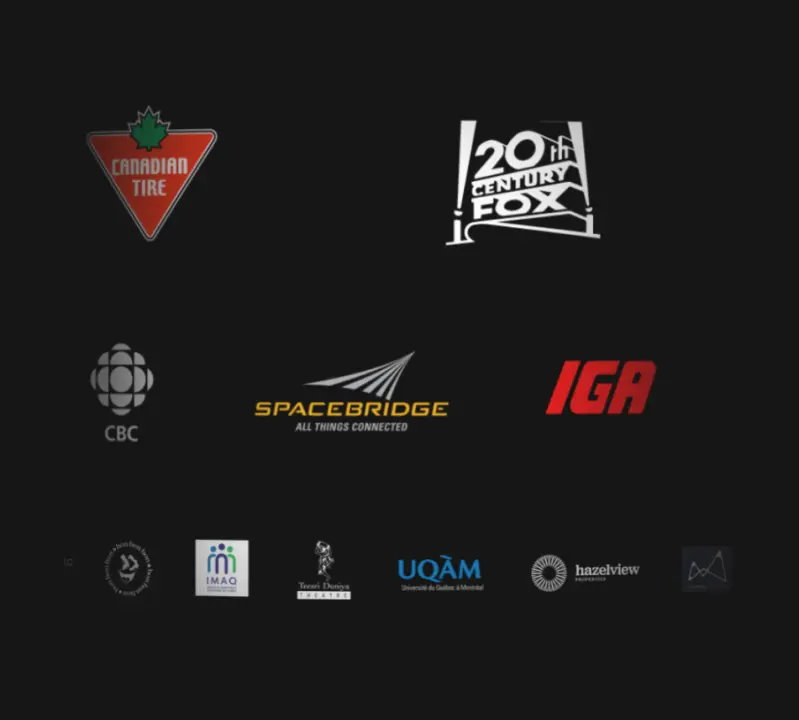 CANADIAN
TIRE
20th
CENTURY
FOX
CBC
SPACEBRIDGE
ALL THINGS CONNECTED
IGA
IMAQ
Teesri Duniya
THEATRE
UQÀM
Université du Québec à Montréal
hazelview
PROPERTIES